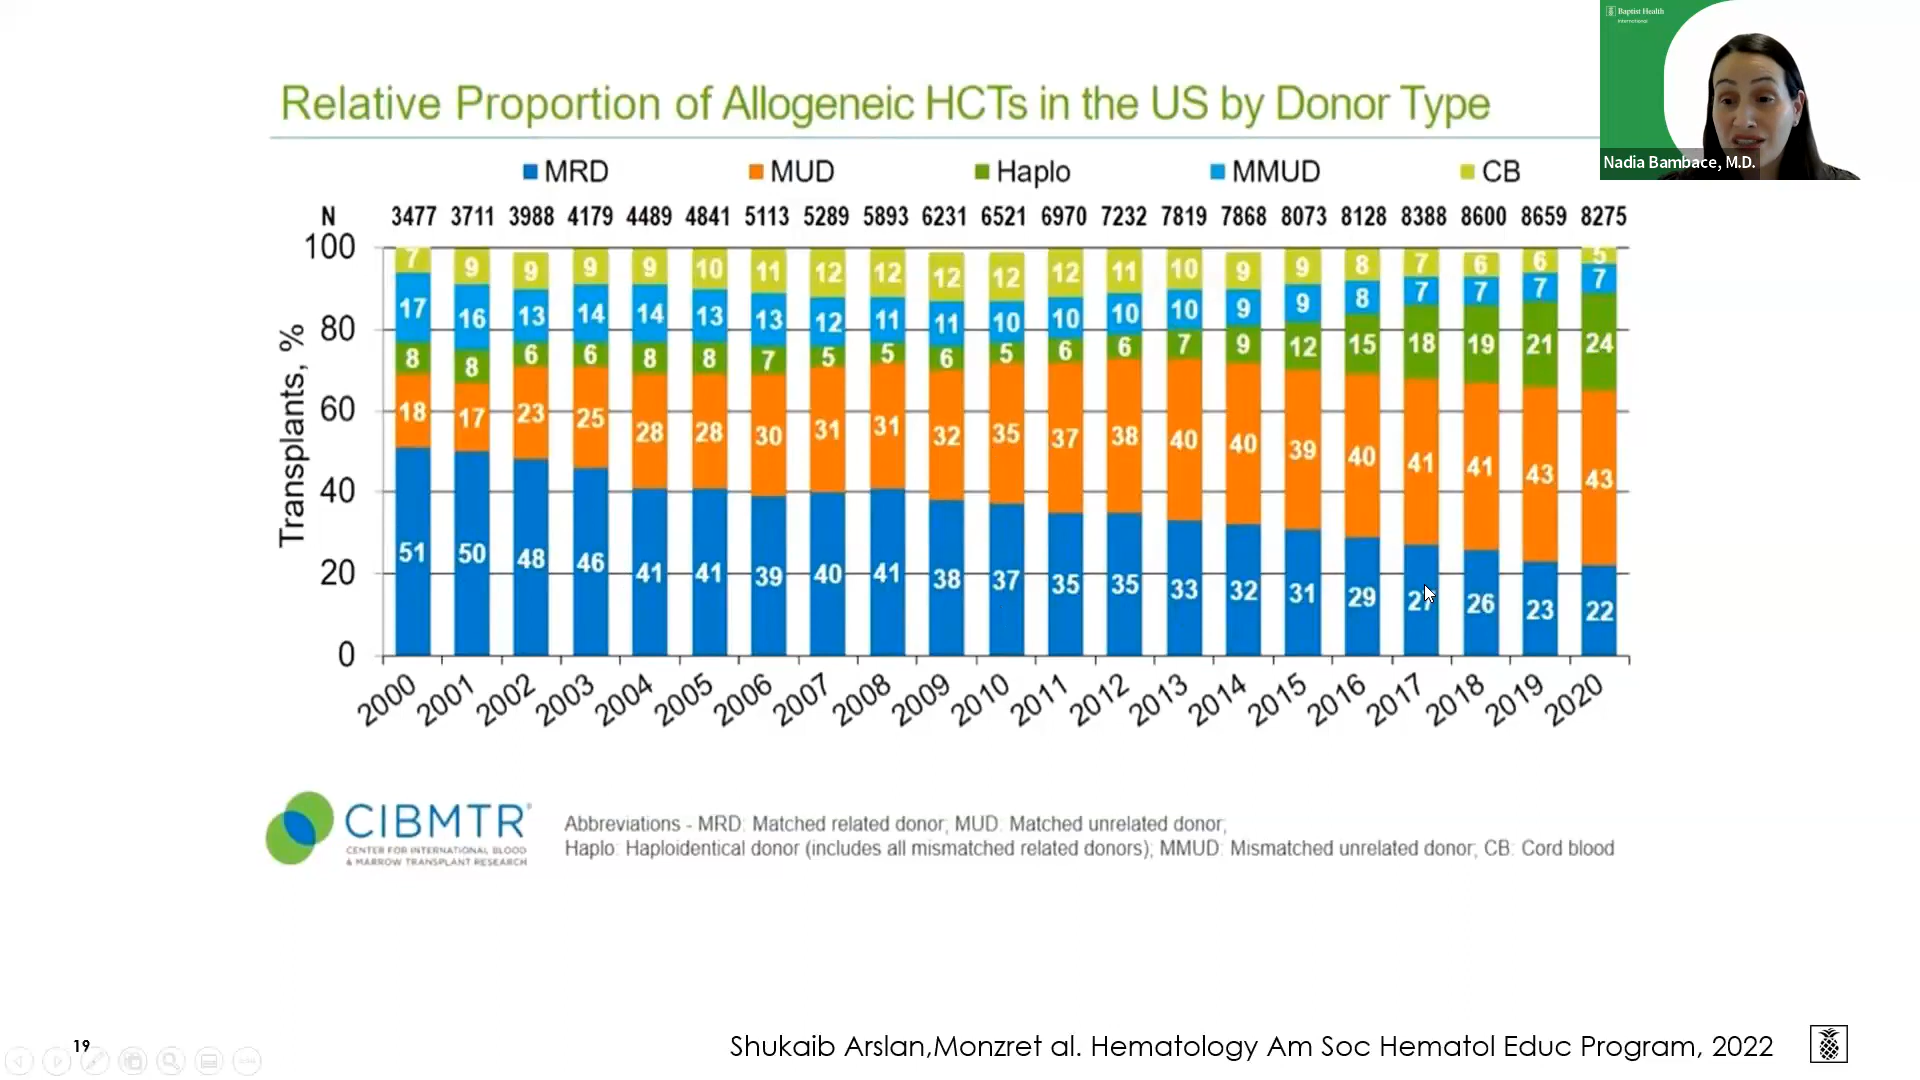 Baptist Health
International
Nadia Bambace, M.D.
Relative Proportion of Allogeneic HCTs in the US by Donor Type
MRD MUD Haplo MMUD CB
N 3477 3711 3988 4179 4489 4841 5113 5289 5893 6231 6521 6970 7232 7819 7868 8073 8128 8388 8600 8659 8275
Transplants, %
100
80
60
40
20
0
7 9 9 9 9 10 11 12 12 12 12 12 11 10 9 9 8 7 6 6 5
17 16 13 14 14 13 13 12 11 11 10 10 10 10 9 9 8 7 7 7 7
8 8 6 6 8 8 7 5 5 6 5 6 6 7 9 12 15 18 19 21 24
18 17 23 25 28 28 30 31 31 32 35 37 38 40 40 39 40 41 41 43 43
51 50 48 46 41 41 39 40 41 38 37 35 35 33 32 31 29 27 26 23 22
2000 2001 2002 2003 2004 2005 2006 2007 2008 2009 2010 2011 2012 2013 2014 2015 2016 2017 2018 2019 2020
CIBMTR®
CENTER FOR INTERNATIONAL BLOOD
& MARROW TRANSPLANT RESEARCH
Abbreviations - MRD: Matched related donor; MUD: Matched unrelated donor;
Haplo: Haploidentical donor (includes all mismatched related donors); MMUD: Mismatched unrelated donor; CB: Cord blood
19
Shukaib Arslan,Monzret al. Hematology Am Soc Hematol Educ Program, 2022